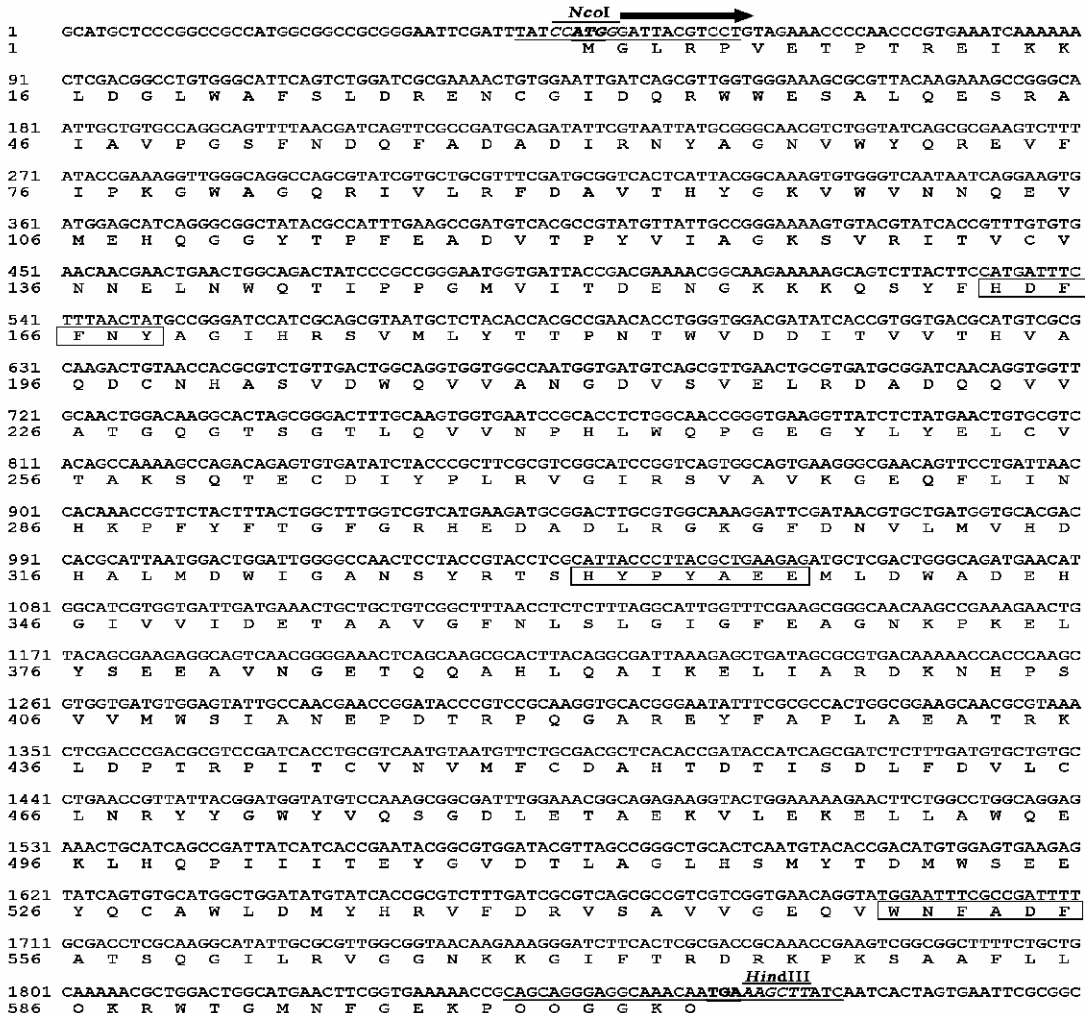 NcoI
1 GCATGCTCCCGGCCGCCATGGCGGCCGCGGGAATTCGATTTATCCATGGGATTACGTCCTGTAGAAACCCCAACCCGTGAAATCAAAAAA
1 M G L R P V E T P T R E I K K
91 CTCGACGGCCTGTGGGCATTCAGTCTGGATCGCGAAAACTGTGGAATTGATCAGCGTTGGTGGGAAAGCGCGTTACAAGAAAGCCGGGCA
16 L D G L W A F S L D R E N C G I D Q R W W E S A L Q E S R A
181 ATTGCTGTGCCAGGCAGTTTTAACGATCAGTTCGCCGATGCAGATATTCGTAATTATGCGGGCAACGTCTGGTATCAGCGCGAAGTCTTT
46 I A V P G S F N D Q F A D A D I R N Y A G N V W Y Q R E V F
271 ATACCGAAAGGTTGGGCAGGCCAGCGTATCGTGCTGCGTTTCGATGCGGTCACTCATTACGGCAAAGTGTGGGTCAATAATCAGGAAGTG
76 I P K G W A G Q R I V L R F D A V T H Y G K V W V N N Q E V
361 ATGGAGCATCAGGGCGGCTATACGCCATTTGAAGCCGATGTCACGCCGTATGTTATTGCCGGGAAAAGTGTACGTATCACCGTTTGTGTG
106 M E H Q G G Y T P F E A D V T P Y V I A G K S V R I T V C V
451 AACAACGAACTGAACTGGCAGACTATCCCGCCGGGAATGGTGATTACCGACGAAAACGGCAAGAAAAAGCAGTCTTACTTCCATGATTTC
136 N N E L N W Q T I P P G M V I T D E N G K K K Q S Y F H D F
541 TTTAACTATGCCGGGATCCATCGCAGCGTAATGCTCTACACCACGCCGAACACCTGGGTGGACGATATCACCGTGGTGACGCATGTCGCG
166 F N Y A G I H R S V M L Y T T P N T W V D D I T V V T H V A
631 CAAGACTGTAACCACGCGTCTGTTGACTGGCAGGTGGTGGCCAATGGTGATGTCAGCGTTGAACTGCGTGATGCGGATCAACAGGTGGTT
196 Q D C N H A S V D W Q V V A N G D V S V E L R D A D Q Q V V
721 GCAACTGGACAAGGCACTAGCGGGACTTTGCAAGTGGTGAATCCGCACCTCTGGCAACCGGGTGAAGGTTATCTCTATGAACTGTGCGTC
226 A T G Q G T S G T L Q V V N P H L W Q P G E G Y L Y E L C V
811 ACAGCCAAAAGCCAGACAGAGTGTGATATCTACCCGCTTCGCGTCGGCATCCGGTCAGTGGCAGTGAAGGGCGAACAGTTCCTGATTAAC
256 T A K S Q T E C D I Y P L R V G I R S V A V K G E Q F L I N
901 CACAAACCGTTCTACTTTACTGGCTTTGGTCGTCATGAAGATGCGGACTTGCGTGGCAAAGGATTCGATAACGTGCTGATGGTGCACGAC
286 H K P F Y F T G F G R H E D A D L R G K G F D N V L M V H D
991 CACGCATTAATGGACTGGATTGGGGCCAACTCCTACCGTACCTCGCATTACCCTTACGCTGAAGAGATGCTCGACTGGGCAGATGAACAT
316 H A L M D W I G A N S Y R T S H Y P Y A E E M L D W A D E H
1081 GGCATCGTGGTGATTGATGAAACTGCTGCTGTCGGCTTTAACCTCTCTTTAGGCATTGGTTTCGAAGCGGGCAACAAGCCGAAAGAACTG
346 G I V V I D E T A A V G F N L S L G I G F E A G N K P K E L
1171 TACAGCGAAGAGGCAGTCAACGGGGAAACTCAGCAAGCGCACTTACAGGCGATTAAAGAGCTGATAGCGCGTGACAAAAACCACCCAAGC
376 Y S E E A V N G E T Q Q A H L Q A I K E L I A R D K N H P S
1261 GTGGTGATGTGGAGTATTGCCAACGAACCGGATACCCGTCCGCAAGGTGCACGGGAATATTTCGCGCCACTGGCGGAAGCAACGCGTAAA
406 V V M W S I A N E P D T R P Q G A R E Y F A P L A E A T R K
1351 CTCGACCCGACGCGTCCGATCACCTGCGTCAATGTAATGTTCTGCGACGCTCACACCGATACCATCAGCGATCTCTTTGATGTGCTGTGC
436 L D P T R P I T C V N V M F C D A H T D T I S D L F D V L C
1441 CTGAACCGTTATTACGGATGGTATGTCCAAAGCGGCGATTTGGAAACGGCAGAGAAGGTACTGGAAAAAGAACTTCTGGCCTGGCAGGAG
466 L N R Y Y G W Y V Q S G D L E T A E K V L E K E L L A W Q E
1531 AAACTGCATCAGCCGATTATCATCACCGAATACGGCGTGGATACGTTAGCCGGGCTGCACTCAATGTACACCGACATGTGGAGTGAAGAG
496 K L H Q P I I I T E Y G V D T L A G L H S M Y T D M W S E E
1621 TATCAGTGTGCATGGCTGGATATGTATCACCGCGTCTTTGATCGCGTCAGCGCCGTCGTCGGTGAACAGGTATGGAATTTCGCCGATTTT
526 Y Q C A W L D M Y H R V F D R V S A V V G E Q V W N F A D F
1711 GCGACCTCGCAAGGCATATTGCGCGTTGGCGGTAACAAGAAAGGGATCTTCACTCGCGACCGCAAACCGAAGTCGGCGGCTTTTCTGCTG
556 A T S Q G I L R V G G N K K G I F T R D R K P K S A A F L L
HindIII
1801 CAAAAACGCTGGACTGGCATGAACTTCGGTGAAAAACCGCAGCAGGGAGGCAAACAATGAAAGCTTATCAATCACTAGTGAATTCGCGGC
586 Q K R W T G M N F G E K P Q Q G G K Q